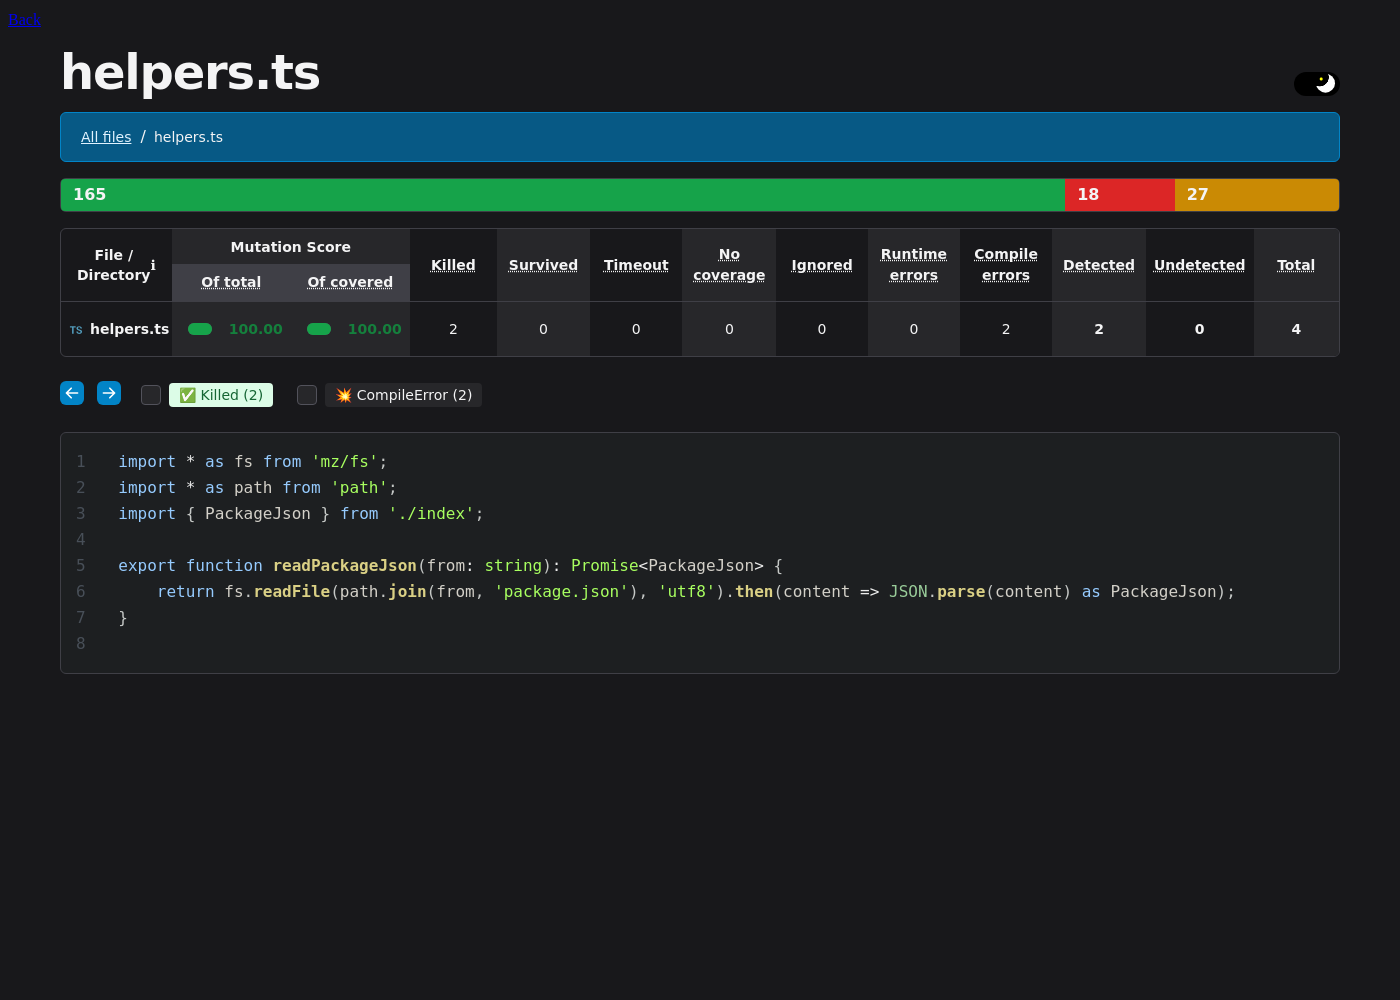 Back
helpers.ts
All files / helpers.ts
165 18 27
File / Directory ℹ Mutation Score Killed Survived Timeout No coverage Ignored Runtime errors Compile errors Detected Undetected Total
Of total Of covered
TS helpers.ts 100.00 100.00 2 0 0 0 0 0 2 2 0 4
✅ Killed (2) 💥 CompileError (2)
1 import * as fs from 'mz/fs';
2 import * as path from 'path';
3 import { PackageJson } from './index';
4
5 export function readPackageJson(from: string): Promise<PackageJson> {
6     return fs.readFile(path.join(from, 'package.json'), 'utf8').then(content => JSON.parse(content) as PackageJson);
7 }
8